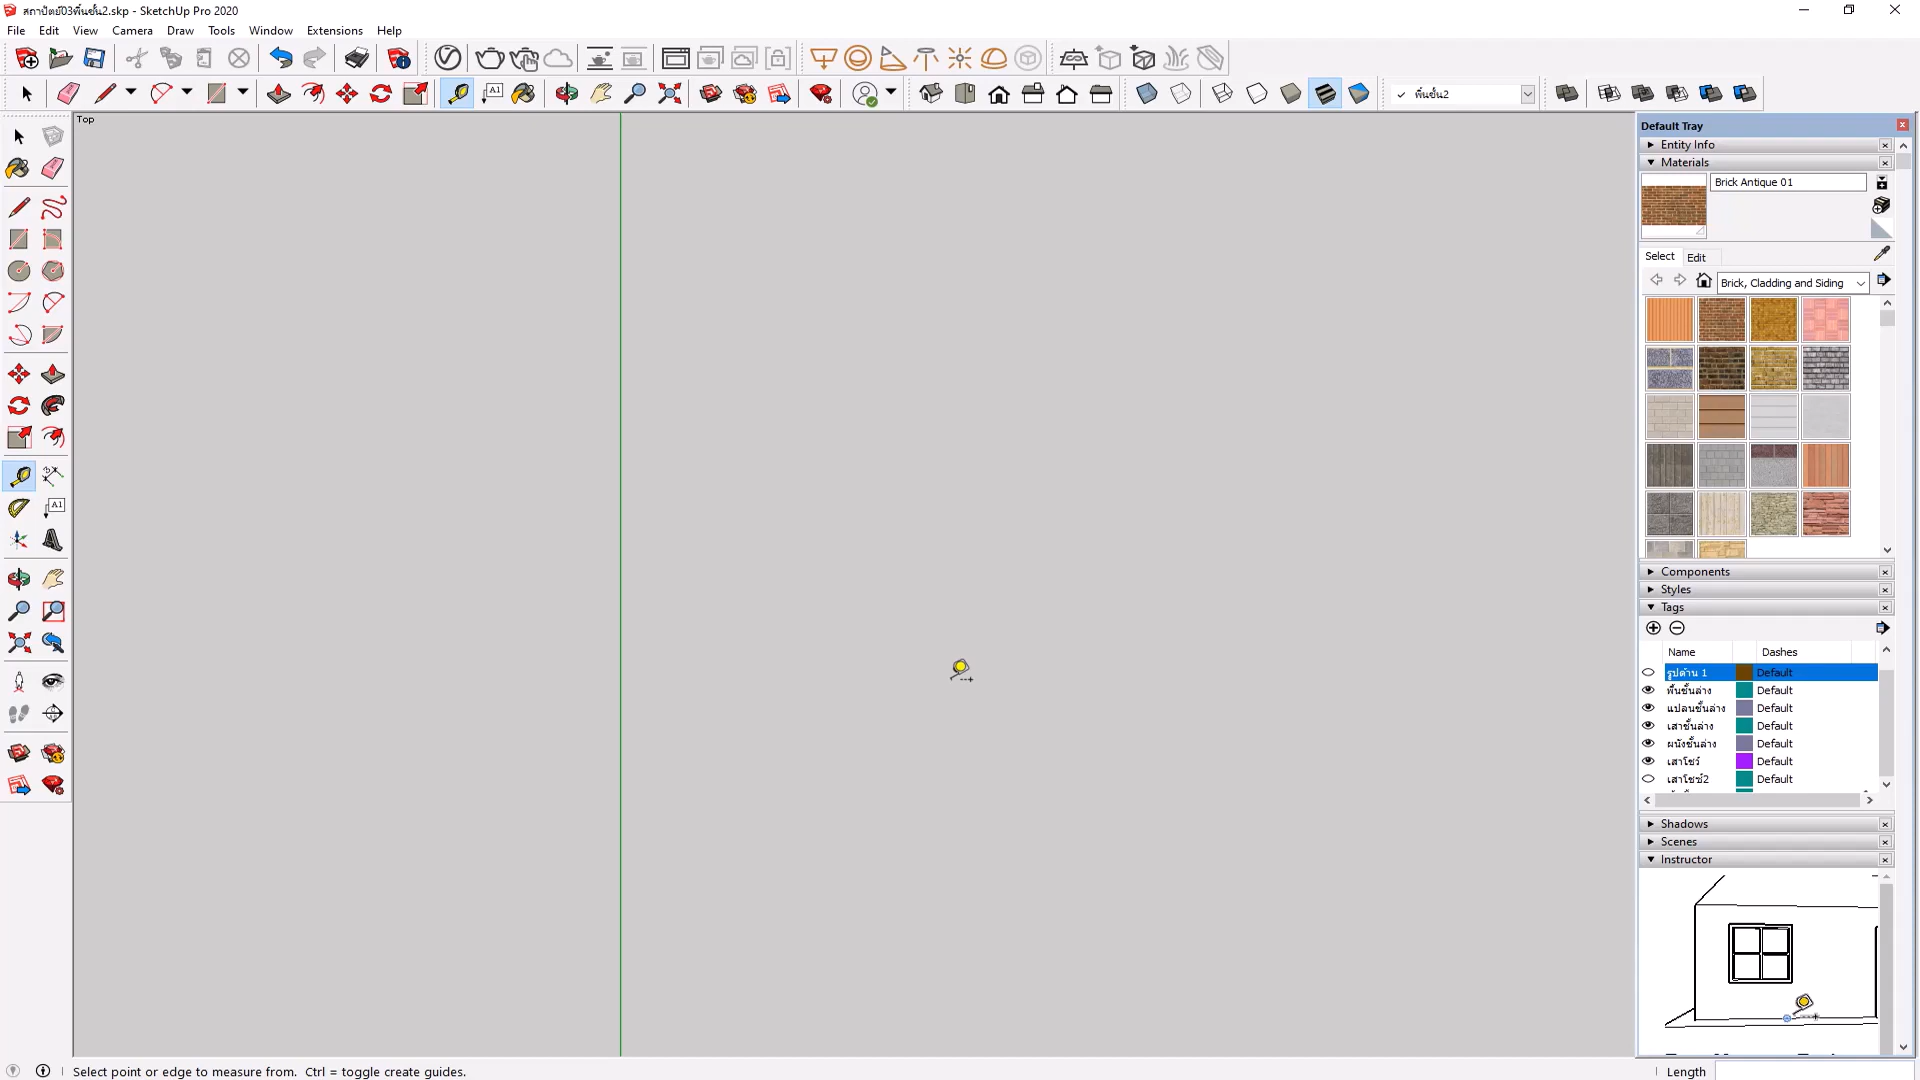 สถาปัตย์03พื้นชั้น2.skp - SketchUp Pro 2020
File Edit View Camera Draw Tools Window Extensions Help
A1
✓ พื้นชั้น2
Top
Default Tray
Entity Info
Materials
Brick Antique 01
Select Edit
Brick, Cladding and Siding
A1
Components
Styles
Tags
Name Dashes
รูปด้าน 1 Default
พื้นชั้นล่าง Default
แปลนชั้นล่าง Default
เสาชั้นล่าง Default
ผนังชั้นล่าง Default
เสาโชว์ Default
เสาโชว์2 Default
Shadows
Scenes
Instructor
Select point or edge to measure from. Ctrl = toggle create guides.
Length